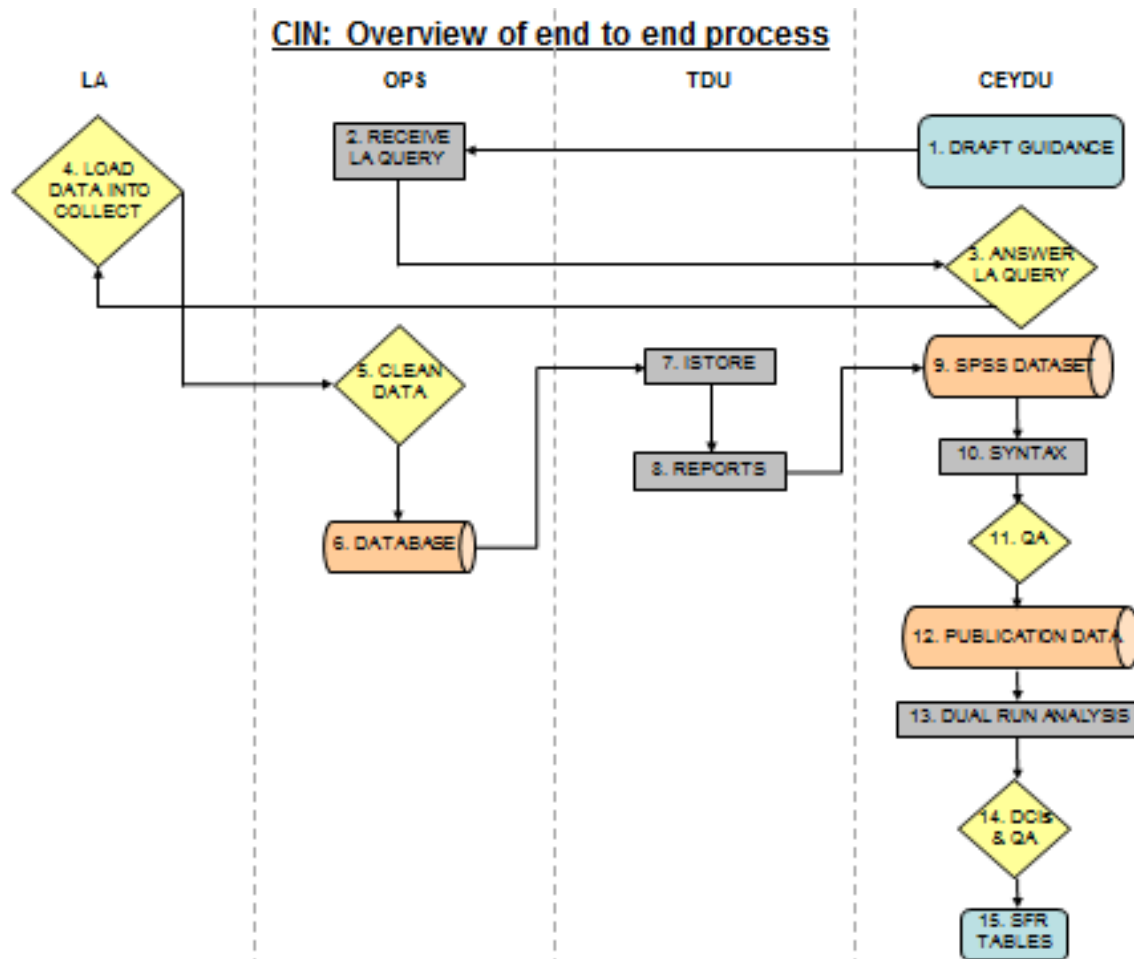 CIN: Overview of end to end process
LA
OPS
TDU
CEYDU
1. DRAFT GUIDANCE
2. RECEIVE
LA QUERY
3. ANSWER
LA QUERY
4. LOAD
DATA INTO
COLLECT
5. CLEAN
DATA
6. DATABASE
7. ISTORE
8. REPORTS
9. SPSS DATASET
10. SYNTAX
11. QA
12. PUBLICATION DATA
13. DUAL RUN ANALYSIS
14. DCIs
& QA
15. SFR
TABLES